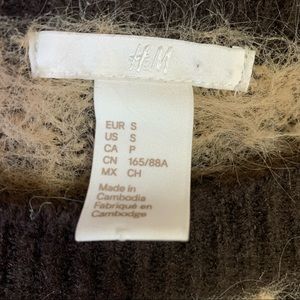 H&M
EUR S
US S
CA P
CN 165/88A
MX CH
Made in
Cambodia
Fabriqué en
Cambodge